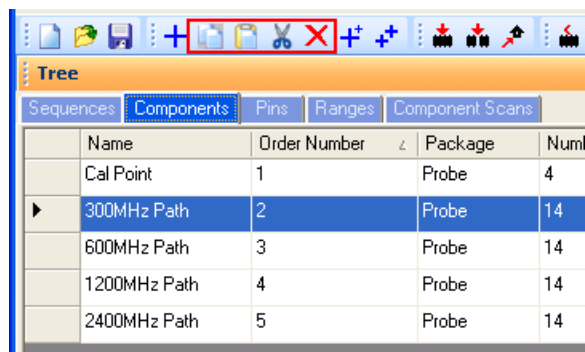 Tree
Sequences Components Pins Ranges Component Scans
Name Order Number Package Numl
Cal Point 1 Probe 4
300MHz Path 2 Probe 14
600MHz Path 3 Probe 14
1200MHz Path 4 Probe 14
2400MHz Path 5 Probe 14